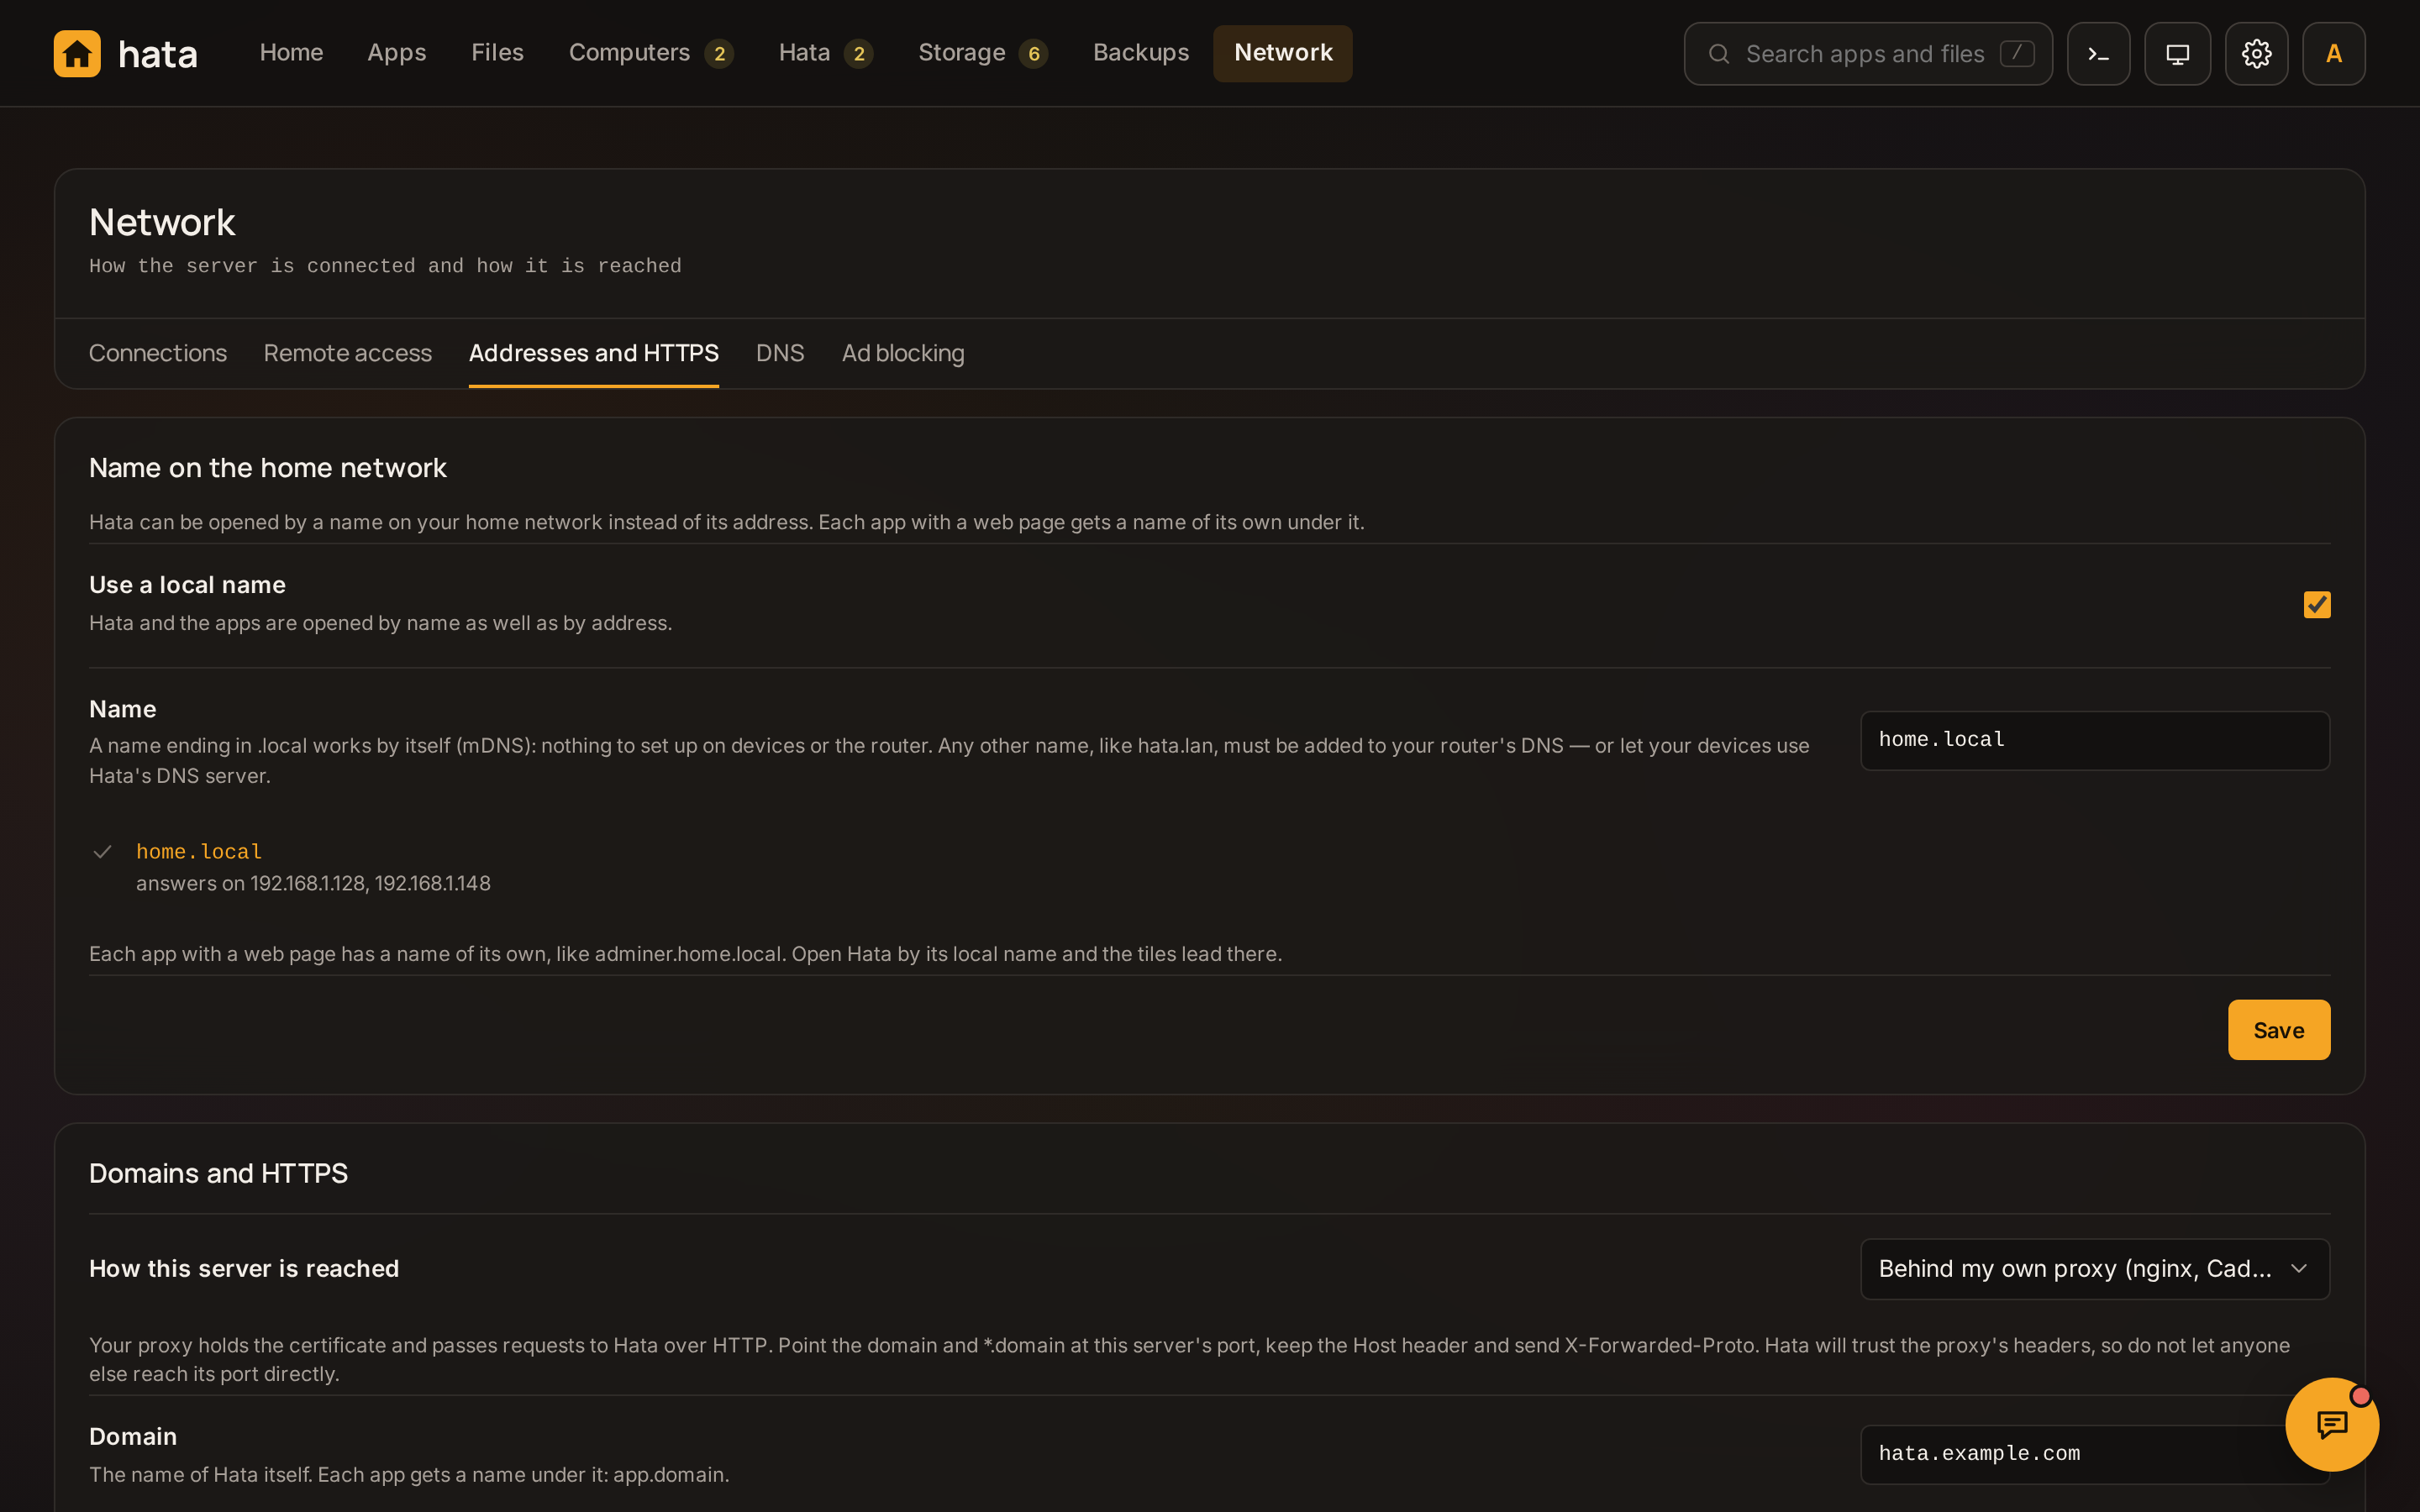 hata
Home
Apps
Files
Computers 2
Hata 2
Storage 6
Backups
Network
Search apps and files /
A
Network
How the server is connected and how it is reached
Connections
Remote access
Addresses and HTTPS
DNS
Ad blocking
Name on the home network
Hata can be opened by a name on your home network instead of its address. Each app with a web page gets a name of its own under it.
Use a local name
Hata and the apps are opened by name as well as by address.
Name
A name ending in .local works by itself (mDNS): nothing to set up on devices or the router. Any other name, like hata.lan, must be added to your router's DNS — or let your devices use
Hata's DNS server.
home.local
home.local
answers on 192.168.1.128, 192.168.1.148
Each app with a web page has a name of its own, like adminer.home.local. Open Hata by its local name and the tiles lead there.
Save
Domains and HTTPS
How this server is reached
Behind my own proxy (nginx, Cad...
Your proxy holds the certificate and passes requests to Hata over HTTP. Point the domain and *.domain at this server's port, keep the Host header and send X-Forwarded-Proto. Hata will trust the proxy's headers, so do not let anyone
else reach its port directly.
Domain
The name of Hata itself. Each app gets a name under it: app.domain.
hata.example.com